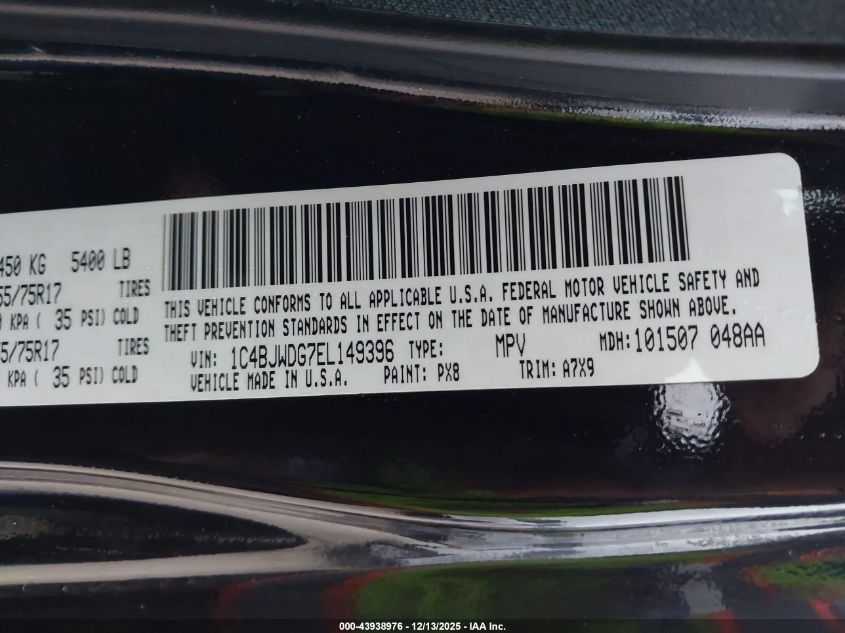 450 KG 5400 LB
55/75R17 TIRES
0 KPA ( 35 PSI) COLD
5/75R17 TIRES
KPA ( 35 PSI) COLD
THIS VEHICLE CONFORMS TO ALL APPLICABLE U.S.A. FEDERAL MOTOR VEHICLE SAFETY AND
THEFT PREVENTION STANDARDS IN EFFECT ON THE DATE OF MANUFACTURE SHOWN ABOVE.
VIN: 1C4BJWDG7EL149396 TYPE: MPV MDH: 101507 048AA
VEHICLE MADE IN U.S.A. PAINT: PX8 TRIM: A7X9
000-43938976 - 12/13/2025 - IAA Inc.